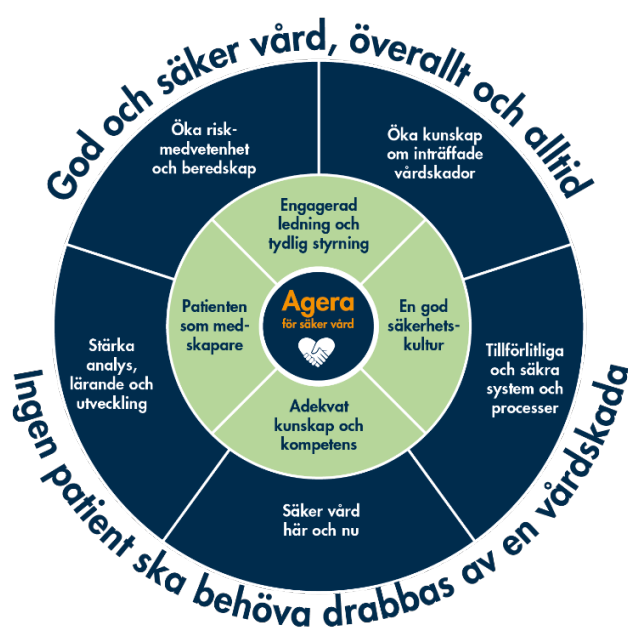 God och säker vård, överallt och alltid
Öka risk-
medvetenhet
och beredskap
Öka kunskap
om inträffade
vårdskador
Engagerad
ledning och
tydlig styrning
Patienten
som med-
skapare
Agera
för säker vård
En god
säkerhets-
kultur
Stärka
analys,
lärande och
utveckling
Tillförlitliga
och säkra
system och
processer
Adekvat
kunskap och
kompetens
Säker vård
här och nu
Ingen patient ska behöva drabbas av en vårdskada